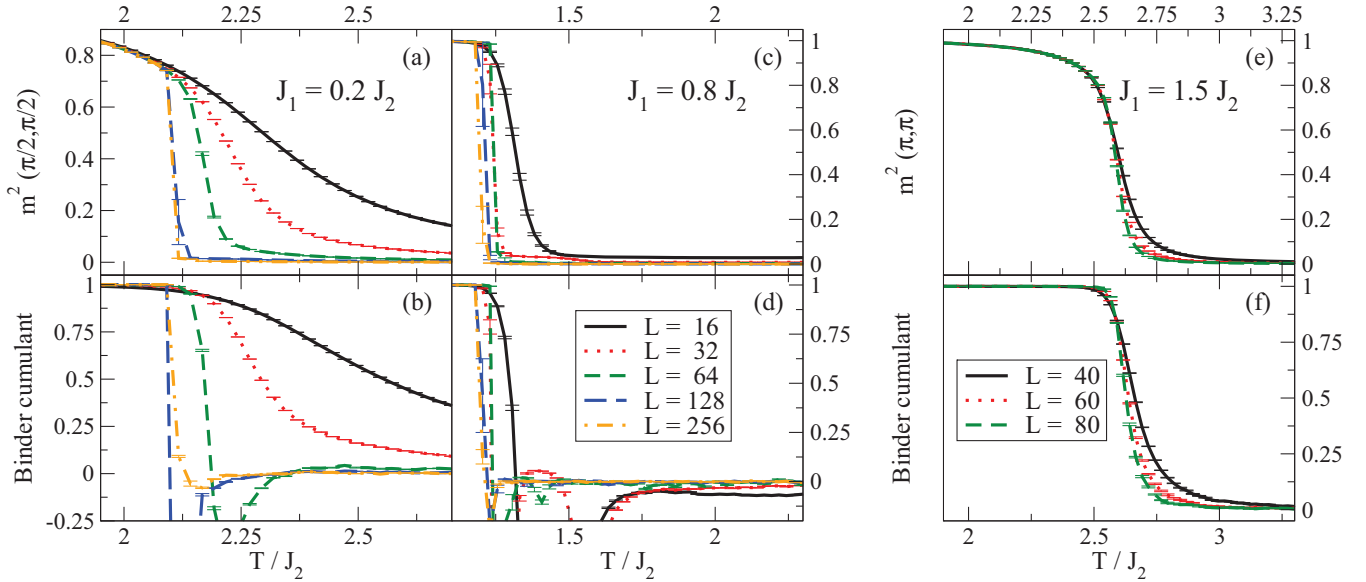 2 2.25 2.5 1.5 2 2 2.25 2.5 2.75 3 3.25
(a) (c) (e)
J1 = 0.2 J2 J1 = 0.8 J2 J1 = 1.5 J2
m2 (π/2,π/2)
0.8
0.6
0.4
0.2
0
1
0.8
0.6
0.4
0.2
0
m2 (π,π)
1
0.8
0.6
0.4
0.2
0
(b) (d) (f)
Binder cumulant
1
0.75
0.5
0.25
0
-0.25
L = 16
L = 32
L = 64
L = 128
L = 256
1
0.75
0.5
0.25
0
Binder cumulant
L = 40
L = 60
L = 80
1
0.75
0.5
0.25
0
2 2.25 2.5 1.5 2 2 2.5 3
T / J2 T / J2 T / J2